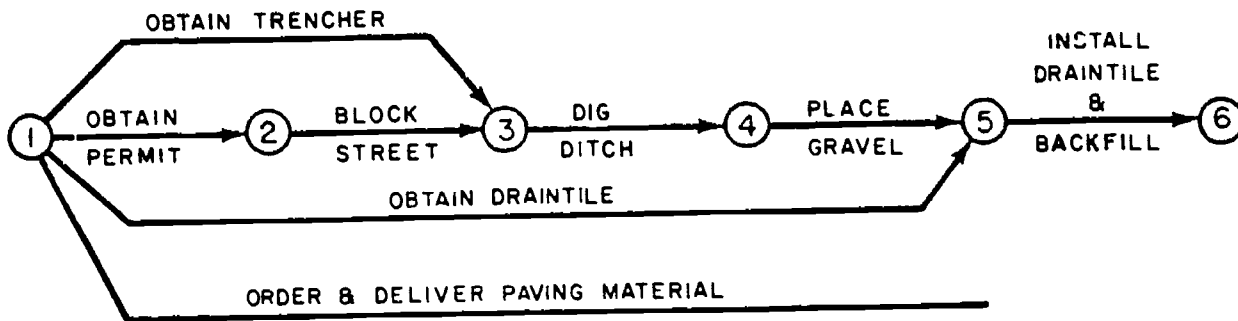 OBTAIN TRENCHER
INSTALL
DRAINTILE
&
BACKFILL
1
OBTAIN
PERMIT
2
BLOCK
STREET
3
DIG
DITCH
4
PLACE
GRAVEL
5
6
OBTAIN DRAINTILE
ORDER & DELIVER PAVING MATERIAL